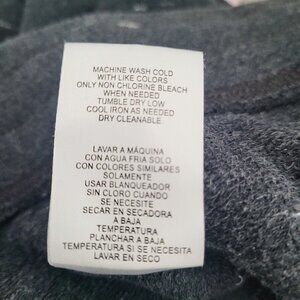 MACHINE WASH COLD
WITH LIKE COLORS
ONLY NON CHLORINE BLEACH
WHEN NEEDED
TUMBLE DRY LOW
COOL IRON AS NEEDED
DRY CLEANABLE
LAVAR A MÁQUINA
CON AGUA FRIA SOLO
CON COLORES SIMILARES
SOLAMENTE
USAR BLANQUEADOR
SIN CLORO CUANDO
SE NECESITE
SECAR EN SECADORA
A BAJA
TEMPERATURA
PLANCHAR A BAJA
TEMPERATURA SI SE NECESITA
LAVAR EN SECO